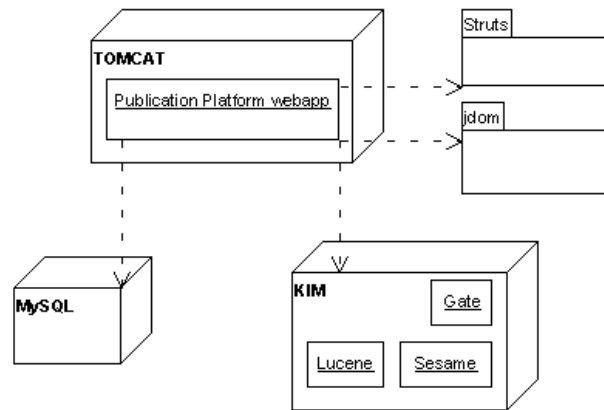 Struts
TOMCAT
Publication Platform webapp
jdom
MySQL
KIM
Gate
Lucene
Sesame